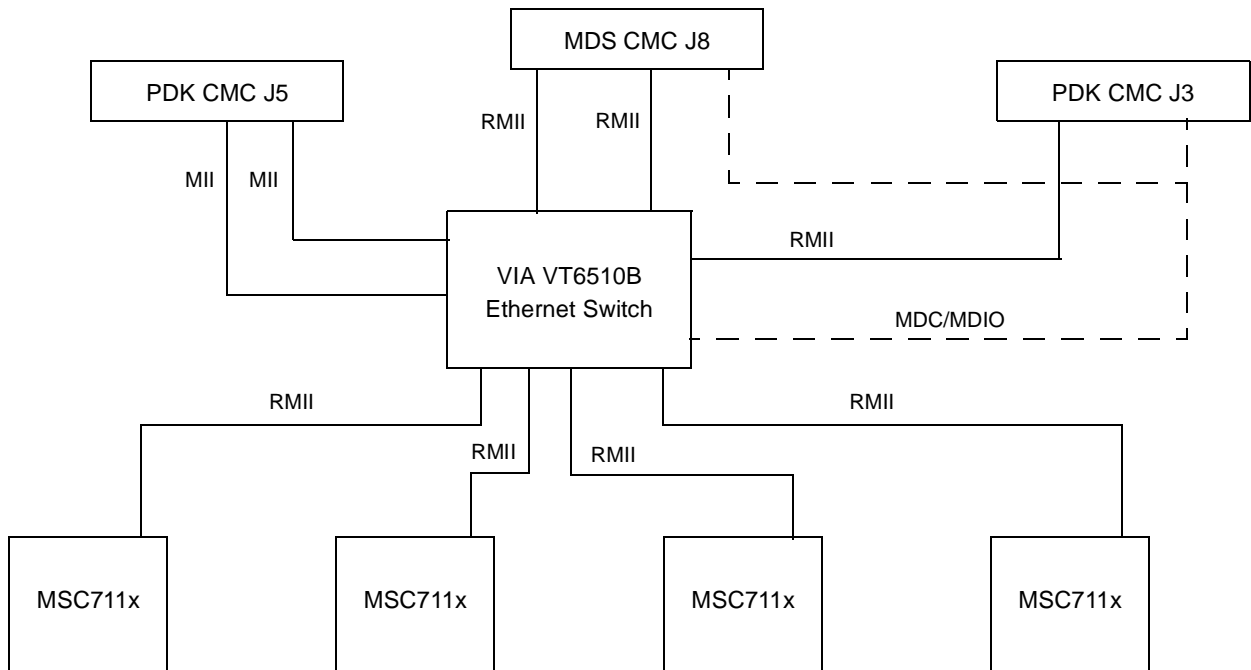 MDS CMC J8
PDK CMC J5
PDK CMC J3
RMII
RMII
MII
MII
RMII
VIA VT6510B
Ethernet Switch
MDC/MDIO
RMII
RMII
RMII
RMII
MSC711x
MSC711x
MSC711x
MSC711x